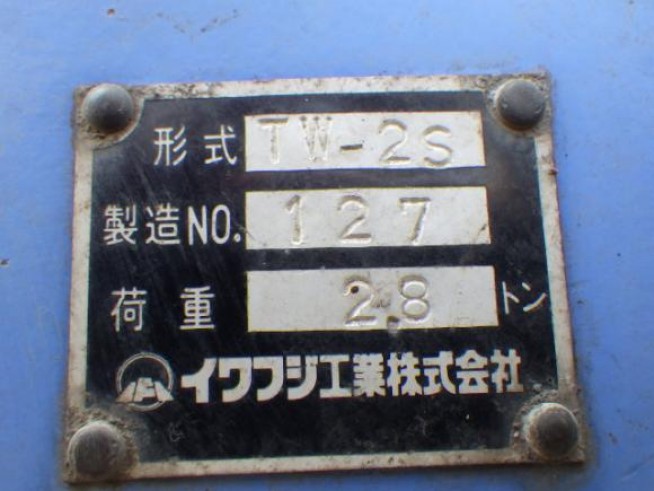 形式 TW-2S
製造NO. 127
荷重 2.8 トン
イワフジ工業株式会社